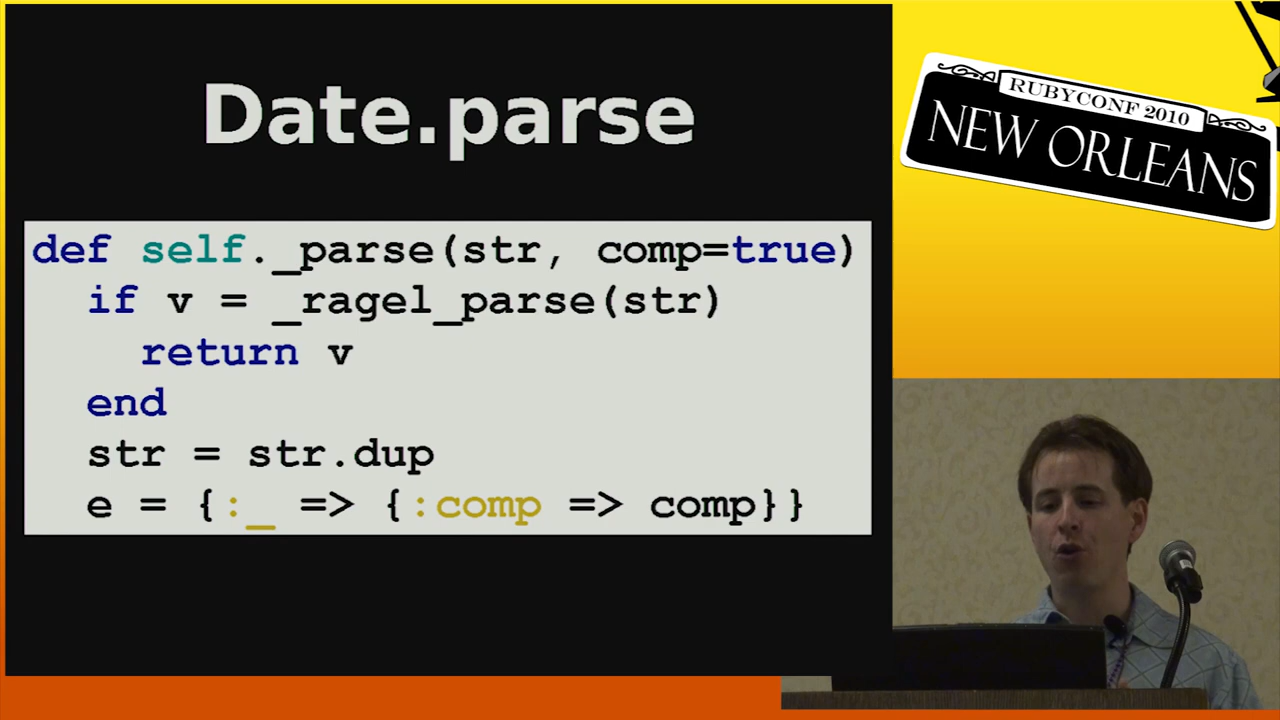 Date.parse
def self._parse(str, comp=true)
  if v = _ragel_parse(str)
    return v
  end
  str = str.dup
  e = {:_ => {:comp => comp}}
RUBYCONF 2010
NEW ORLEANS